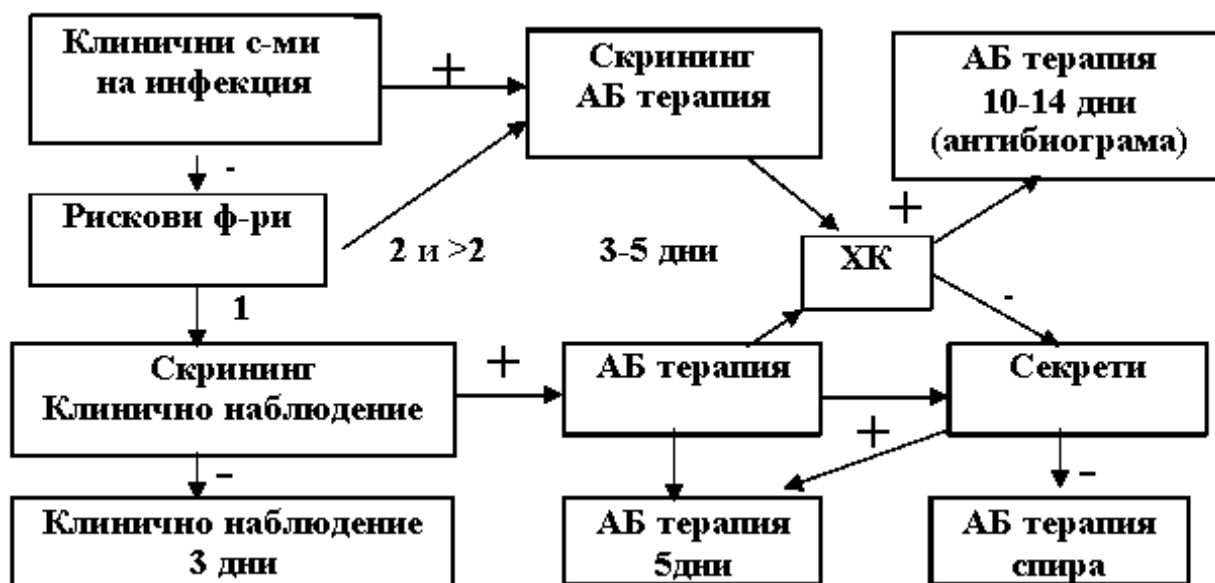 Клинични с-ми
на инфекция
+
Скрининг
АБ терапия
АБ терапия
10-14 дни
(антибиограма)
-
Рискови ф-ри
2 и >2
3-5 дни
+
ХК
-
1
Скрининг
Клинично наблюдение
+
АБ терапия
Секрети
+
-
-
Клинично наблюдение
3 дни
АБ терапия
5дни
АБ терапия
спира